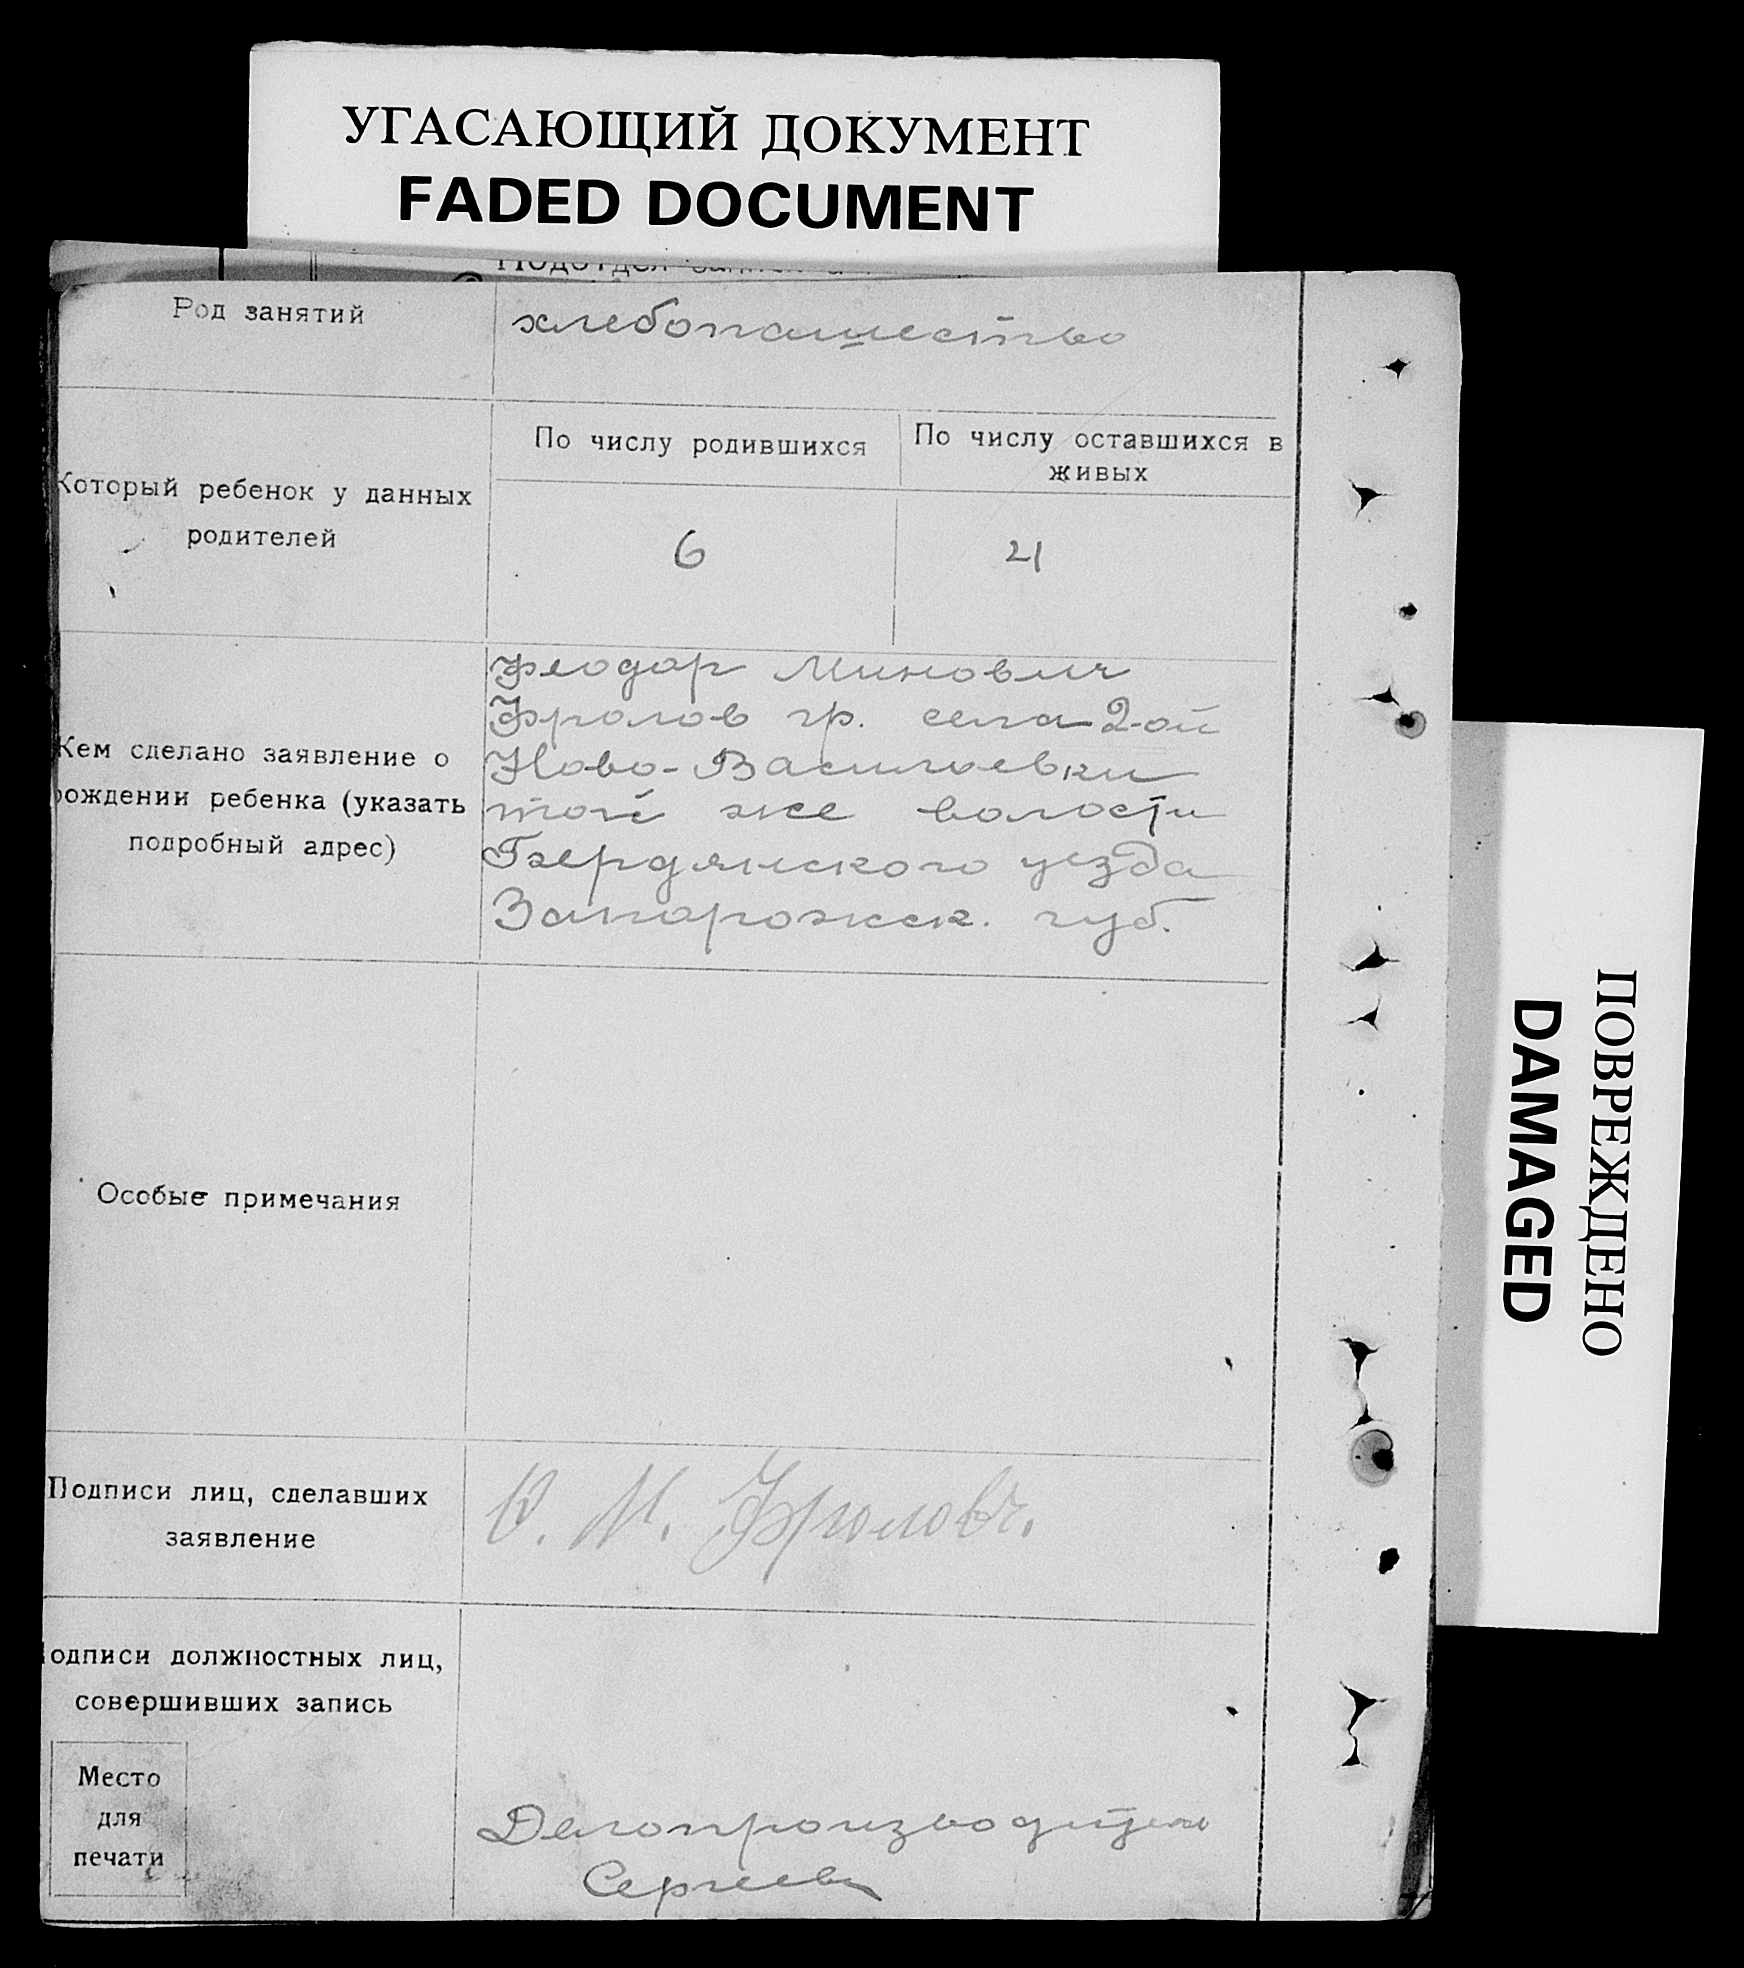 УГАСАЮЩИЙ ДОКУМЕНТ
FADED DOCUMENT
Род занятий
хлебопашество
Который ребенок у данных
родителей
По числу родившихся
По числу оставшихся в
живых
6
4
Кем сделано заявление о
рождении ребенка (указать
подробный адрес)
Феодор Минович
Фролов гр. села 2-ой
Ново-Васильевки
той же волости
Бердянского уезда
Запорожск. губ.
Особые примечания
Подписи лиц, сделавших
заявление
Ѳ. М. Фроловъ.
одписи должностных лиц,
совершивших запись
Место
для
печати
Делопроизводитель
Сергеев
ПОВРЕЖДЕНО
DAMAGED